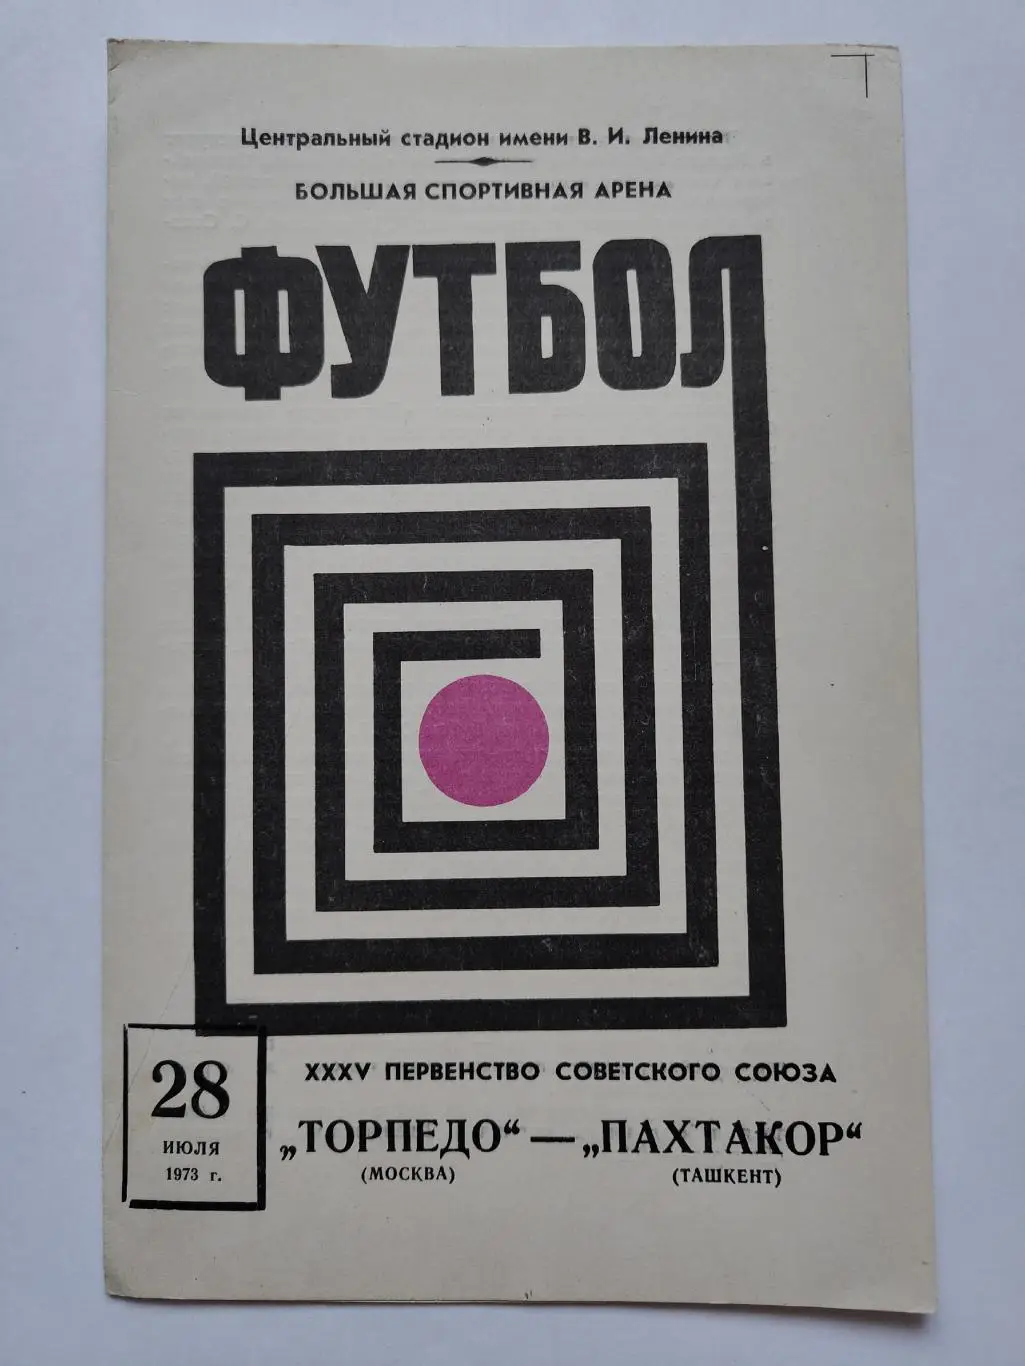 Центральный стадион имени В. И. Ленина
БОЛЬШАЯ СПОРТИВНАЯ АРЕНА
ФУТБОЛ
28
ИЮЛЯ
1973 г.
XXXV ПЕРВЕНСТВО СОВЕТСКОГО СОЮЗА
„ТОРПЕДО“ — „ПАХТАКОР“
(МОСКВА) (ТАШКЕНТ)